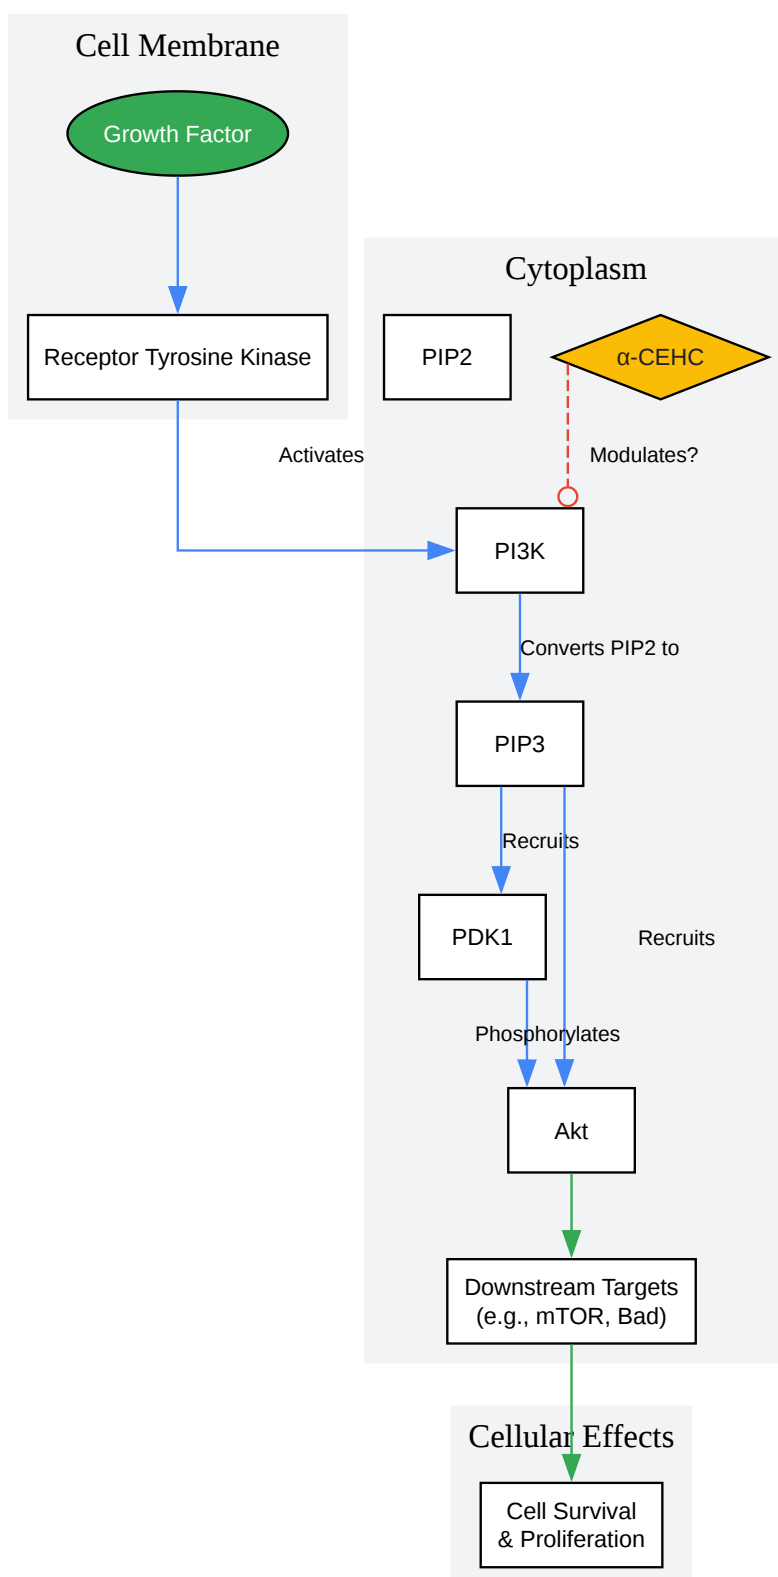 Cell Membrane
Growth Factor
Cytoplasm
Receptor Tyrosine Kinase
PIP2
α-CEHC
Activates
Modulates?
PI3K
Converts PIP2 to
PIP3
Recruits
PDK1
Recruits
Phosphorylates
Akt
Downstream Targets
(e.g., mTOR, Bad)
Cellular Effects
Cell Survival
& Proliferation